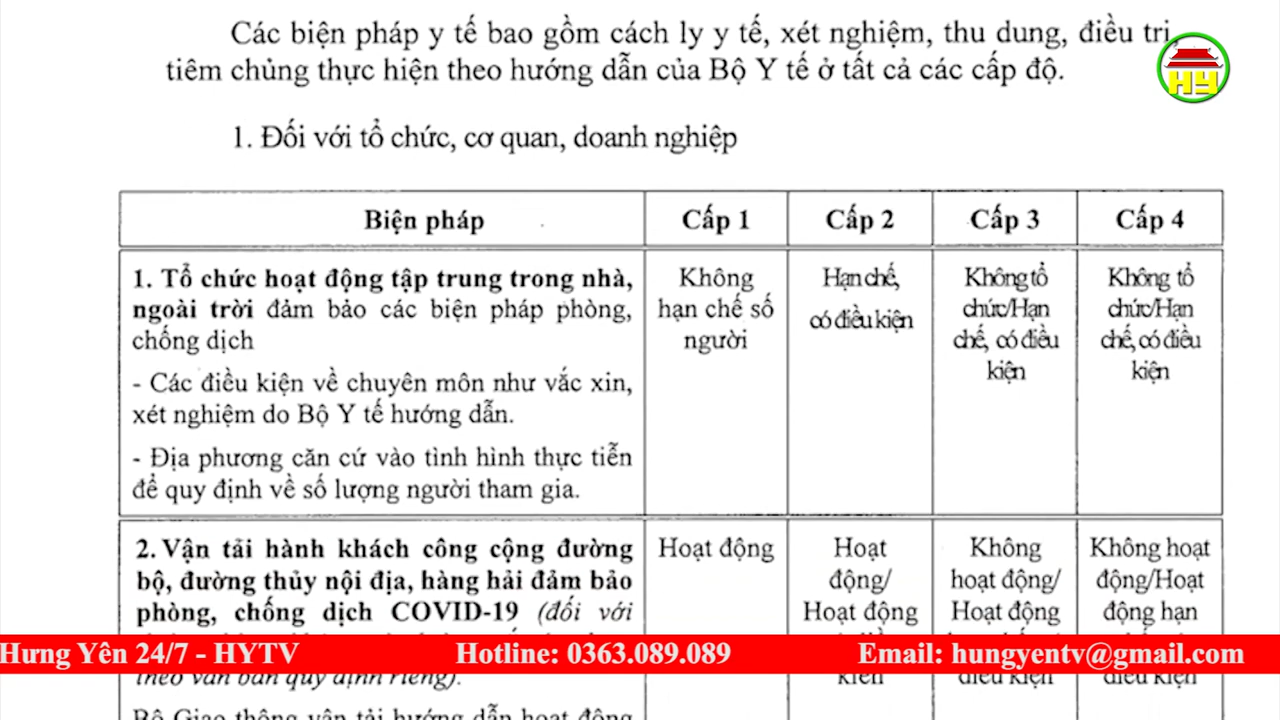 Các biện pháp y tế bao gồm cách ly y tế, xét nghiệm, thu dung, điều trị,
tiêm chủng thực hiện theo hướng dẫn của Bộ Y tế ở tất cả các cấp độ.
HY
1. Đối với tổ chức, cơ quan, doanh nghiệp
Biện pháp Cấp 1 Cấp 2 Cấp 3 Cấp 4
1. Tổ chức hoạt động tập trung trong nhà,
ngoài trời đảm bảo các biện pháp phòng,
chống dịch
- Các điều kiện về chuyên môn như vắc xin,
xét nghiệm do Bộ Y tế hướng dẫn.
- Địa phương căn cứ vào tình hình thực tiễn
để quy định về số lượng người tham gia.
Không
hạn chế số
người
Hạn chế,
có điều kiện
Không tổ
chức/Hạn
chế, có điều
kiện
Không tổ
chức/Hạn
chế, có điều
kiện
2. Vận tải hành khách công cộng đường
bộ, đường thủy nội địa, hàng hải đảm bảo
phòng, chống dịch COVID-19 (đối với
theo văn bản quy định riêng).
Bộ Giao thông vận tải hướng dẫn hoạt động
Hoạt động
Hoạt
động/
Hoạt động
kiện
Không
hoạt động/
Hoạt động
điều kiện
Không hoạt
động/Hoạt
động hạn
điều kiện
Hưng Yên 24/7 - HYTV Hotline: 0363.089.089 Email: hungyentv@gmail.com